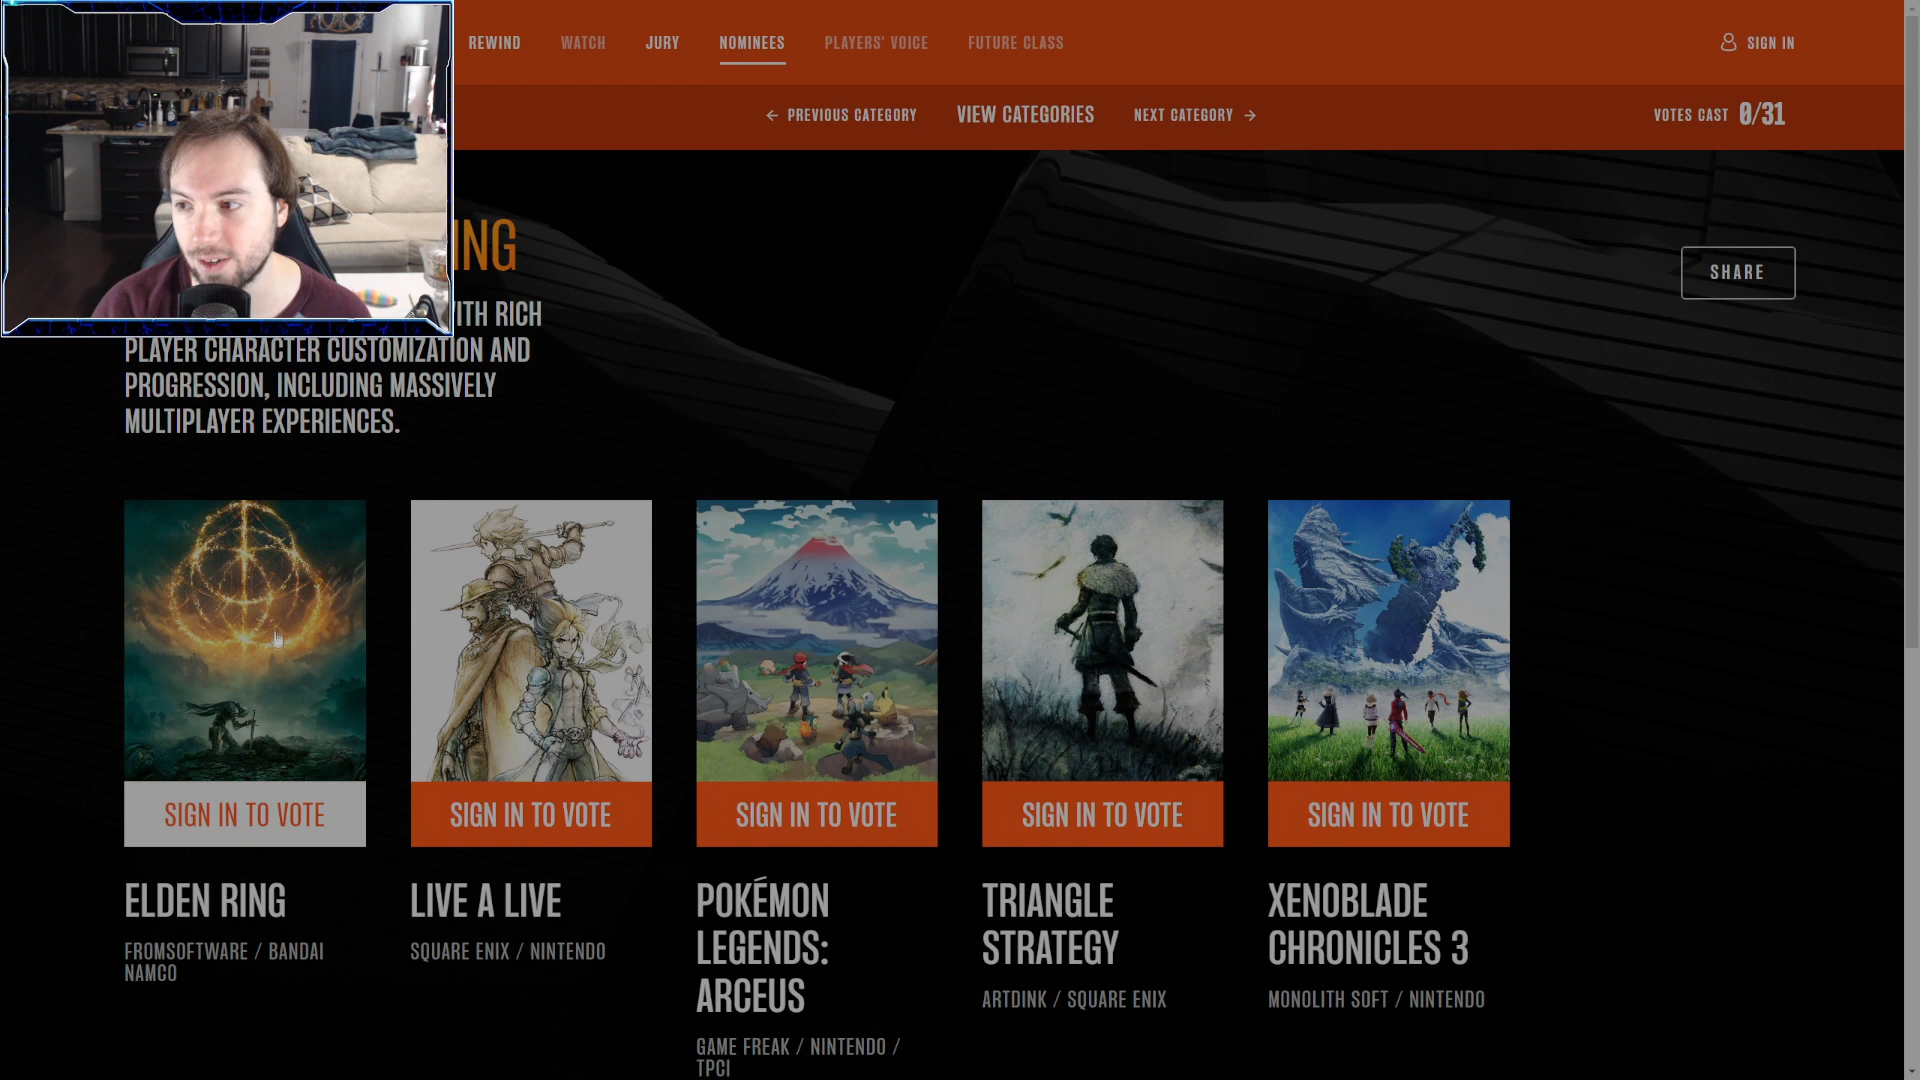 REWIND
WATCH
JURY
NOMINEES
PLAYERS' VOICE
FUTURE CLASS
SIGN IN
← PREVIOUS CATEGORY
VIEW CATEGORIES
NEXT CATEGORY →
VOTES CAST 0/31
ING
ITH RICH
PLAYER CHARACTER CUSTOMIZATION AND
PROGRESSION, INCLUDING MASSIVELY
MULTIPLAYER EXPERIENCES.
SHARE
SIGN IN TO VOTE
SIGN IN TO VOTE
SIGN IN TO VOTE
SIGN IN TO VOTE
SIGN IN TO VOTE
ELDEN RING
FROMSOFTWARE / BANDAI
NAMCO
LIVE A LIVE
SQUARE ENIX / NINTENDO
POKÉMON
LEGENDS:
ARCEUS
GAME FREAK / NINTENDO /
TPCI
TRIANGLE
STRATEGY
ARTDINK / SQUARE ENIX
XENOBLADE
CHRONICLES 3
MONOLITH SOFT / NINTENDO